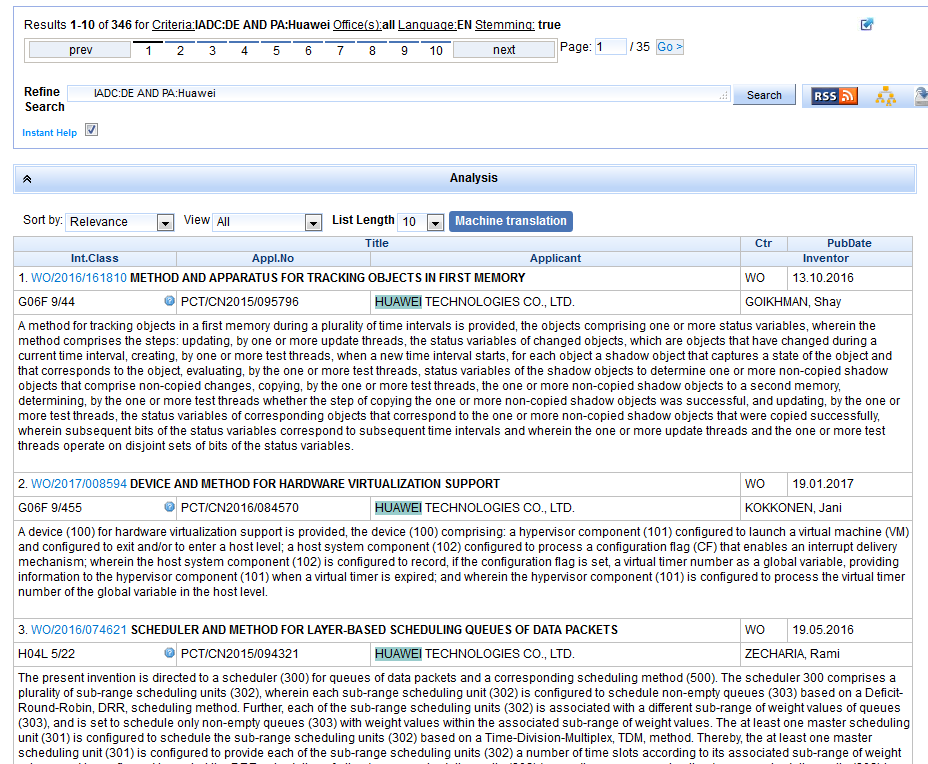 Results 1-10 of 346 for Criteria:IADC:DE AND PA:Huawei Office(s):all Language:EN Stemming: true
prev 1 2 3 4 5 6 7 8 9 10 next Page: 1 / 35 Go >
Refine Search IADC:DE AND PA:Huawei Search RSS
Instant Help
Analysis
Sort by: Relevance View All List Length 10 Machine translation
Title Ctr PubDate
Int.Class Appl.No Applicant Inventor
1. WO/2016/161810 METHOD AND APPARATUS FOR TRACKING OBJECTS IN FIRST MEMORY WO 13.10.2016
G06F 9/44 PCT/CN2015/095796 HUAWEI TECHNOLOGIES CO., LTD. GOIKHMAN, Shay
A method for tracking objects in a first memory during a plurality of time intervals is provided, the objects comprising one or more status variables, wherein the
method comprises the steps: updating, by one or more update threads, the status variables of changed objects, which are objects that have changed during a
current time interval, creating, by one or more test threads, when a new time interval starts, for each object a shadow object that captures a state of the object and
that corresponds to the object, evaluating, by the one or more test threads, status variables of the shadow objects to determine one or more non-copied shadow
objects that comprise non-copied changes, copying, by the one or more test threads, the one or more non-copied shadow objects to a second memory,
determining, by the one or more test threads whether the step of copying the one or more non-copied shadow objects was successful, and updating, by the one or
more test threads, the status variables of corresponding objects that correspond to the one or more non-copied shadow objects that were copied successfully,
wherein subsequent bits of the status variables correspond to subsequent time intervals and wherein the one or more update threads and the one or more test
threads operate on disjoint sets of bits of the status variables.
2. WO/2017/008594 DEVICE AND METHOD FOR HARDWARE VIRTUALIZATION SUPPORT WO 19.01.2017
G06F 9/455 PCT/CN2016/084570 HUAWEI TECHNOLOGIES CO., LTD. KOKKONEN, Jani
A device (100) for hardware virtualization support is provided, the device (100) comprising: a hypervisor component (101) configured to launch a virtual machine (VM)
and configured to exit and/or to enter a host level; a host system component (102) configured to process a configuration flag (CF) that enables an interrupt delivery
mechanism; wherein the host system component (102) is configured to record, if the configuration flag is set, a virtual timer number as a global variable, providing
information to the hypervisor component (101) when a virtual timer is expired; and wherein the hypervisor component (101) is configured to process the virtual timer
number of the global variable in the host level.
3. WO/2016/074621 SCHEDULER AND METHOD FOR LAYER-BASED SCHEDULING QUEUES OF DATA PACKETS WO 19.05.2016
H04L 5/22 PCT/CN2015/094321 HUAWEI TECHNOLOGIES CO., LTD. ZECHARIA, Rami
The present invention is directed to a scheduler (300) for queues of data packets and a corresponding scheduling method (500). The scheduler 300 comprises a
plurality of sub-range scheduling units (302), wherein each sub-range scheduling unit (302) is configured to schedule non-empty queues (303) based on a Deficit-
Round-Robin, DRR, scheduling method. Further, each of the sub-range scheduling units (302) is associated with a different sub-range of weight values of queues
(303), and is set to schedule only non-empty queues (303) with weight values within the associated sub-range of weight values. The at least one master scheduling
unit (301) is configured to schedule the sub-range scheduling units (302) based on a Time-Division-Multiplex, TDM, method. Thereby, the at least one master
scheduling unit (301) is configured to provide each of the sub-range scheduling units (302) a number of time slots according to its associated sub-range of weight